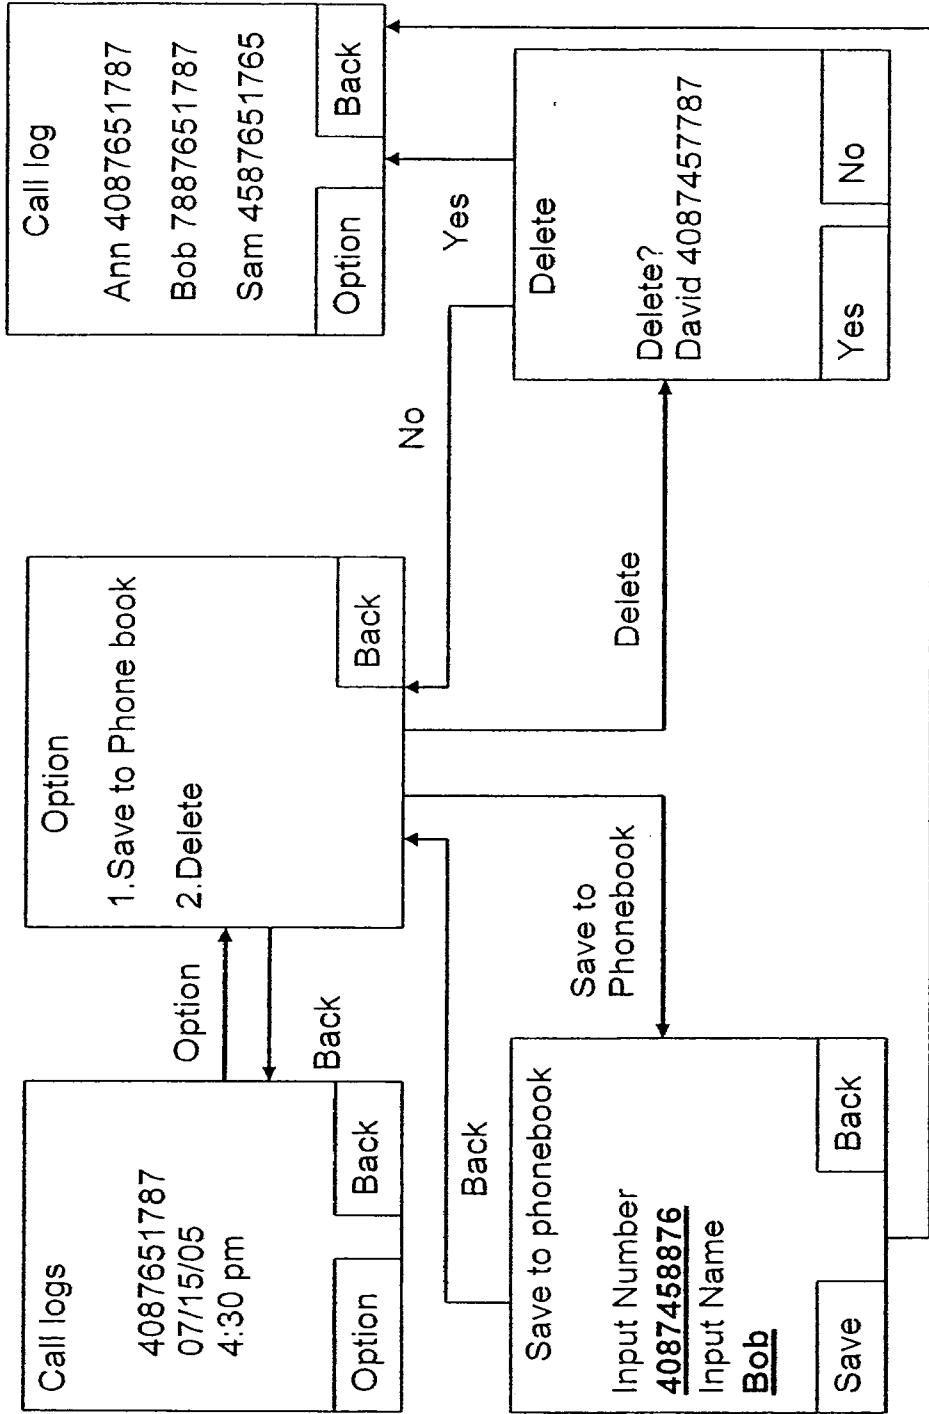 Call logs
4087651787
07/15/05
4:30 pm
Option
Back
Option
Back
Option
1.Save to Phone book
2.Delete
Back
Call log
Ann 4087651787
Bob 7887651787
Sam 4587651765
Option
Back
Back
Save to
Phonebook
Delete
No
Yes
Save to phonebook
Input Number
4087458876
Input Name
Bob
Save
Back
Delete
Delete?
David 4087457787
Yes
No